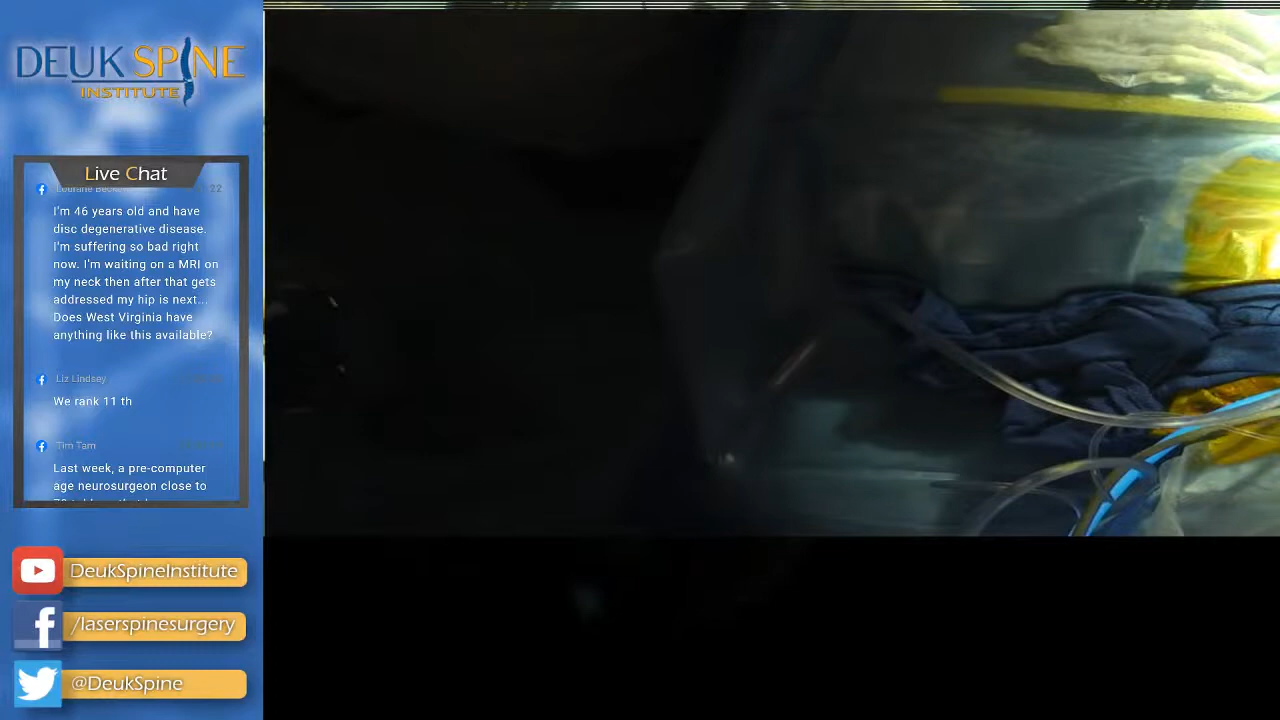 DEUK SPINE
INSTITUTE
Live Chat
22
I'm 46 years old and have
disc degenerative disease.
I'm suffering so bad right
now. I'm waiting on a MRI on
my neck then after that gets
addressed my hip is next...
Does West Virginia have
anything like this available?
Liz Lindsey
We rank 11 th
Tim Tam
Last week, a pre-computer
age neurosurgeon close to
DeukSpineInstitute
/laserspinesurgery
@DeukSpine